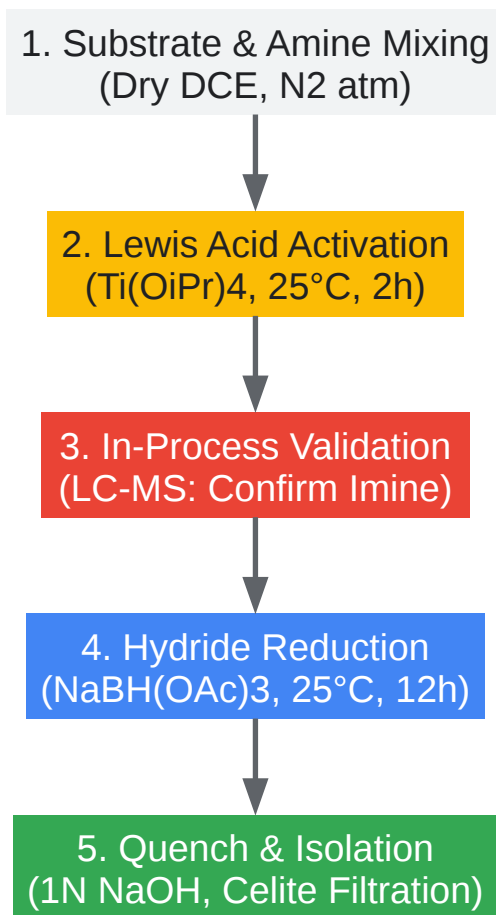 1. Substrate & Amine Mixing
(Dry DCE, N2 atm)
2. Lewis Acid Activation
(Ti(OiPr)4, 25°C, 2h)
3. In-Process Validation
(LC-MS: Confirm Imine)
4. Hydride Reduction
(NaBH(OAc)3, 25°C, 12h)
5. Quench & Isolation
(1N NaOH, Celite Filtration)